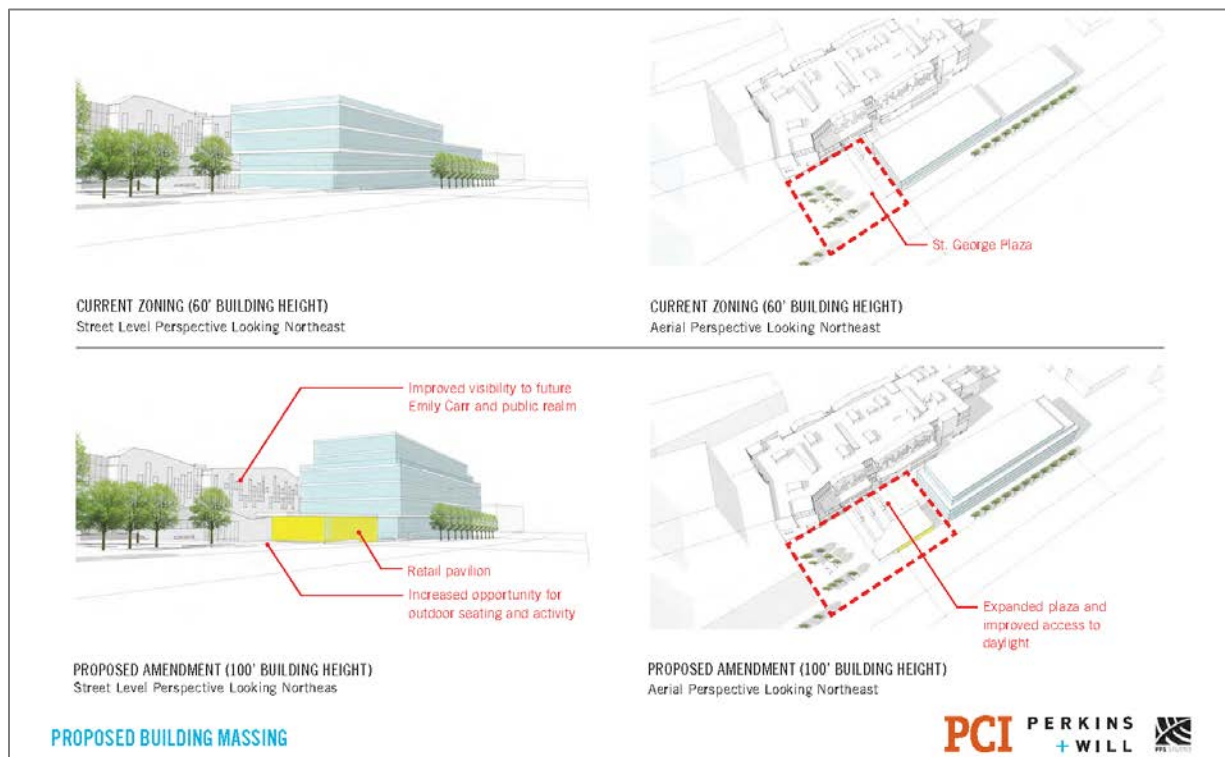 St. George Plaza
CURRENT ZONING (60' BUILDING HEIGHT)
Street Level Perspective Looking Northeast
CURRENT ZONING (60' BUILDING HEIGHT)
Aerial Perspective Looking Northeast
Improved visibility to future
Emily Carr and public realm
Retail pavilion
Increased opportunity for
outdoor seating and activity
Expanded plaza and
improved access to
daylight
PROPOSED AMENDMENT (100' BUILDING HEIGHT)
Street Level Perspective Looking Northeas
PROPOSED AMENDMENT (100' BUILDING HEIGHT)
Aerial Perspective Looking Northeast
PROPOSED BUILDING MASSING
PCI
PERKINS
+ WILL